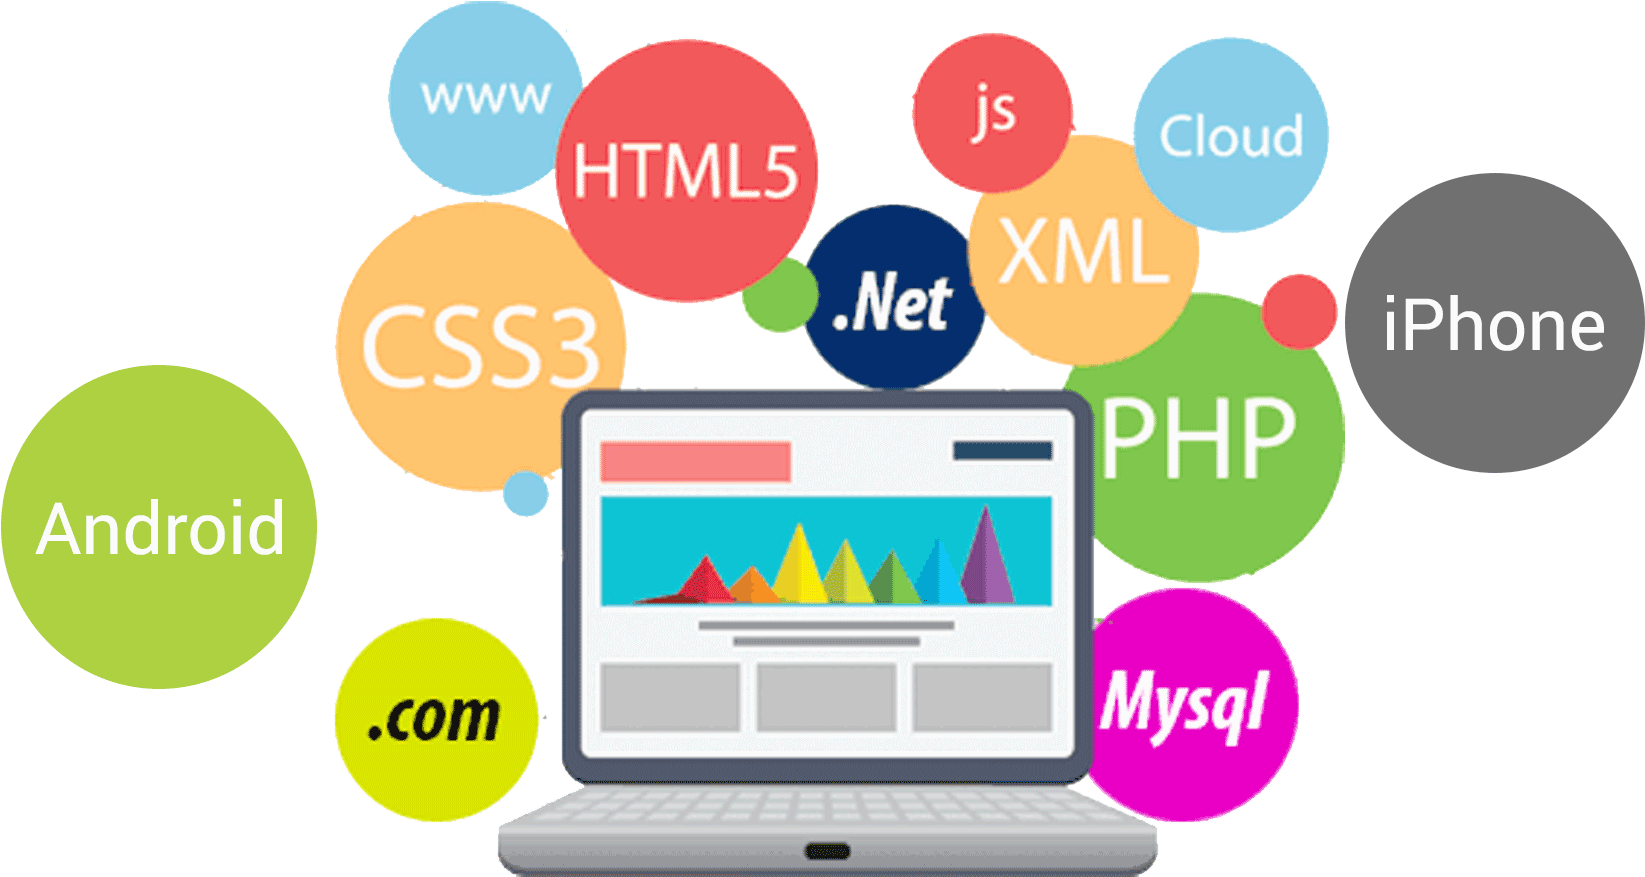 www
HTML5
js
Cloud
XML
.Net
CSS3
iPhone
PHP
Android
.com
Mysql